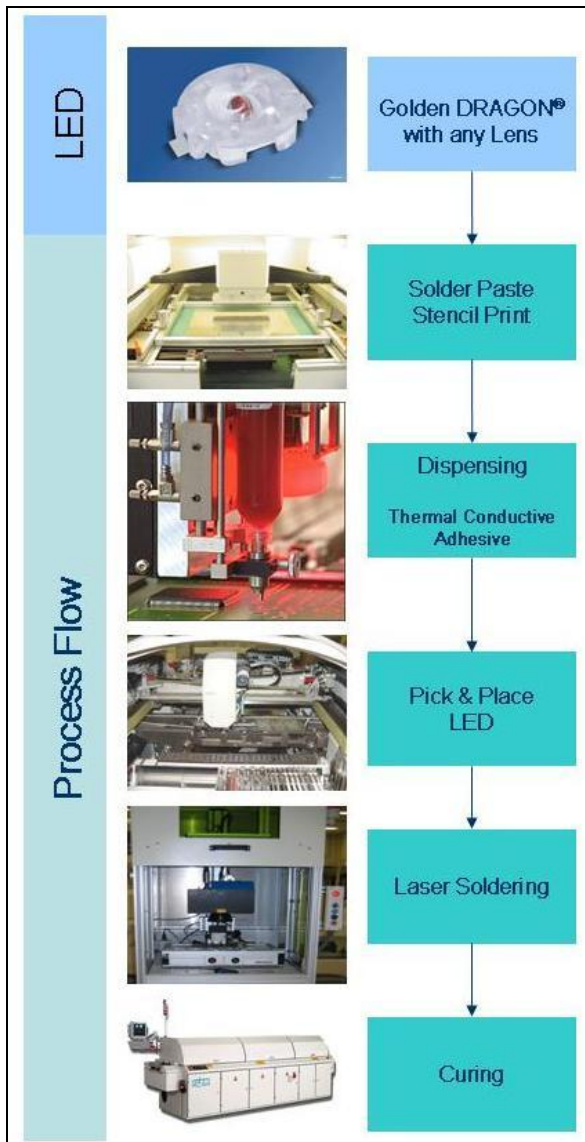 LED
Golden DRAGON®
with any Lens
Process Flow
Solder Paste
Stencil Print
Dispensing
Thermal Conductive
Adhesive
Pick & Place
LED
Laser Soldering
Curing